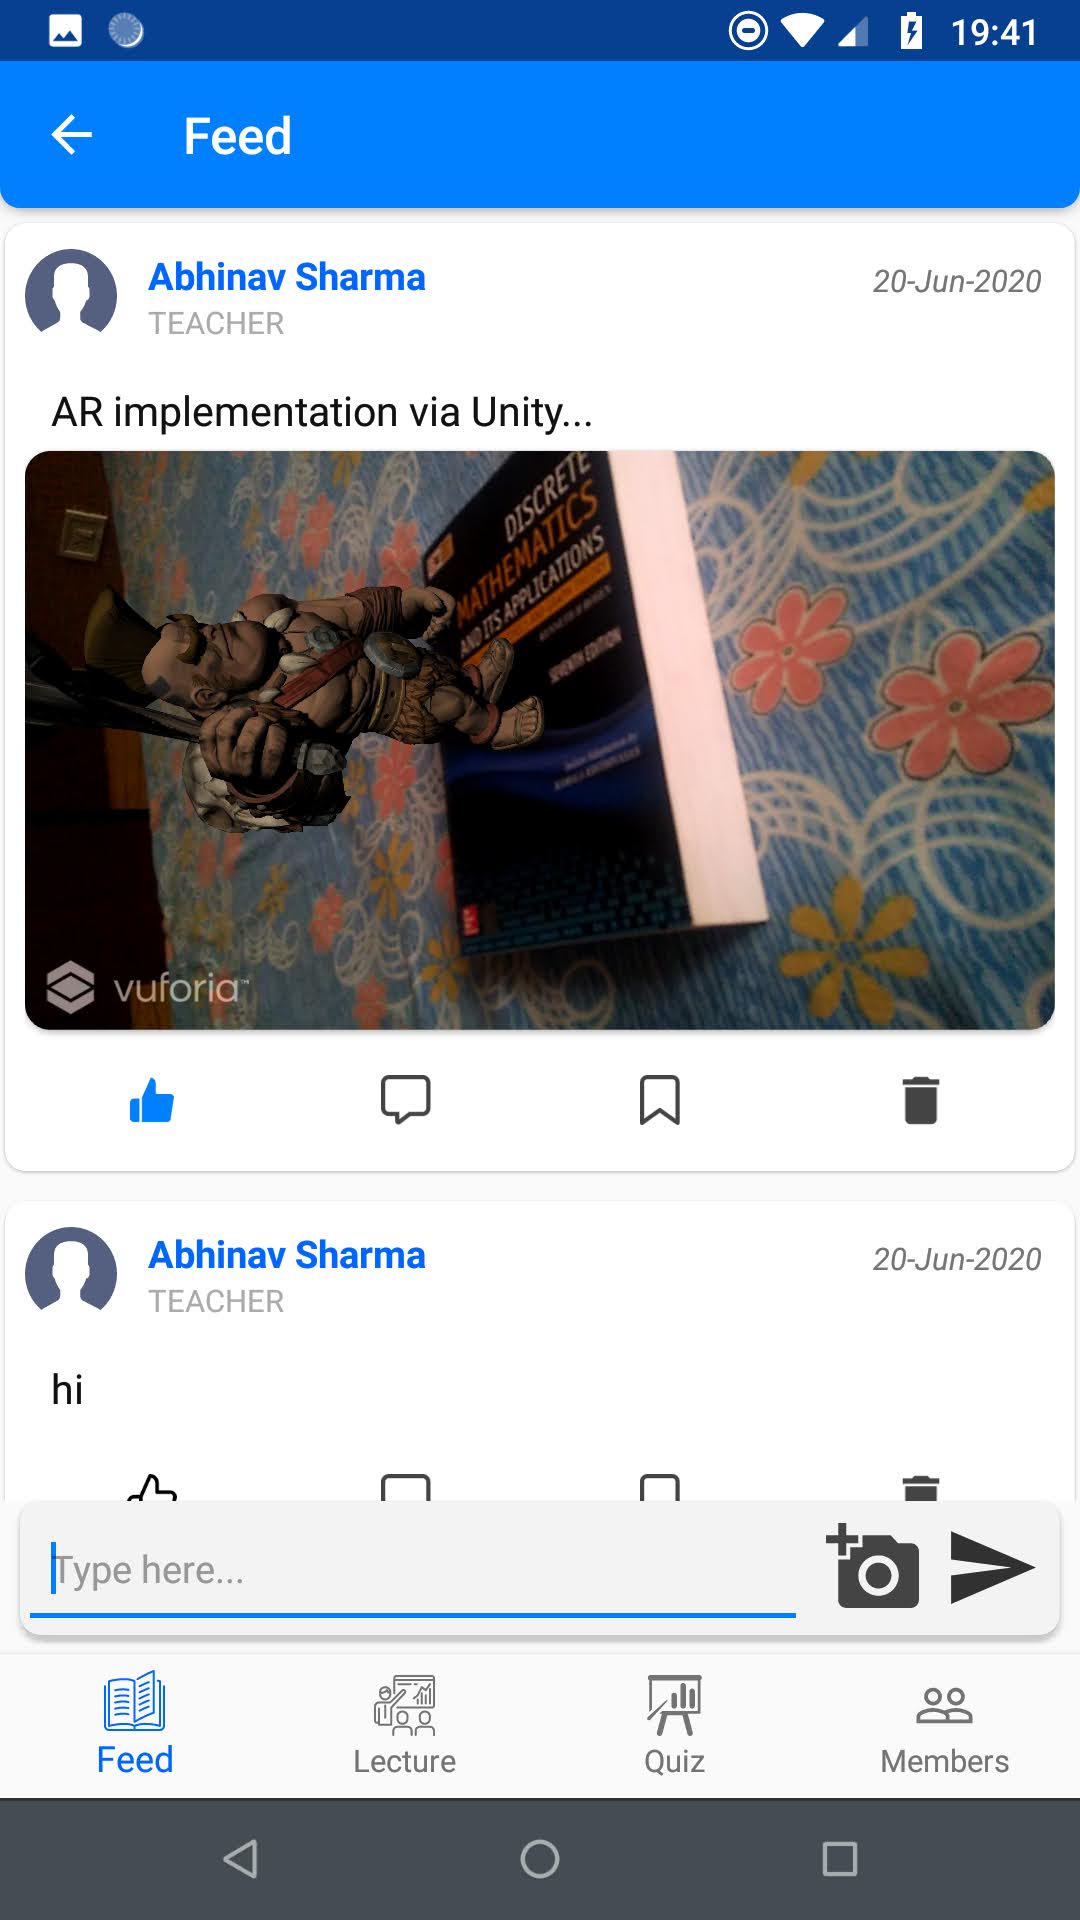 19:41
Feed
Abhinav Sharma
20-Jun-2020
TEACHER
AR implementation via Unity...
DISCRETE
MATHEMATICS
AND ITS APPLICATIONS
SEVENTH EDITION
vuforia™
Abhinav Sharma
20-Jun-2020
TEACHER
hi
Type here...
Feed
Lecture
Quiz
Members